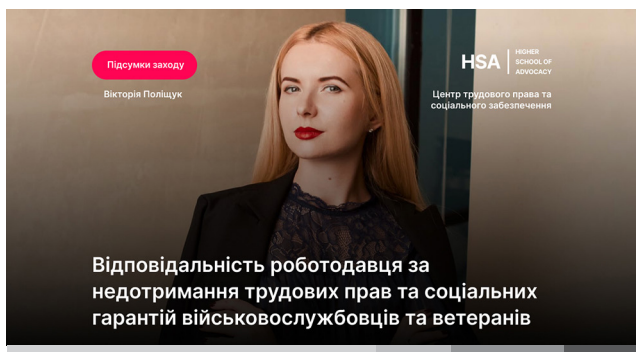 Підсумки заходу
Вікторія Поліщук
HSA
HIGHER
SCHOOL OF
ADVOCACY
Центр трудового права та
соціального забезпечення
Відповідальність роботодавця за
недотримання трудових прав та соціальних
гарантій військовослужбовців та ветеранів